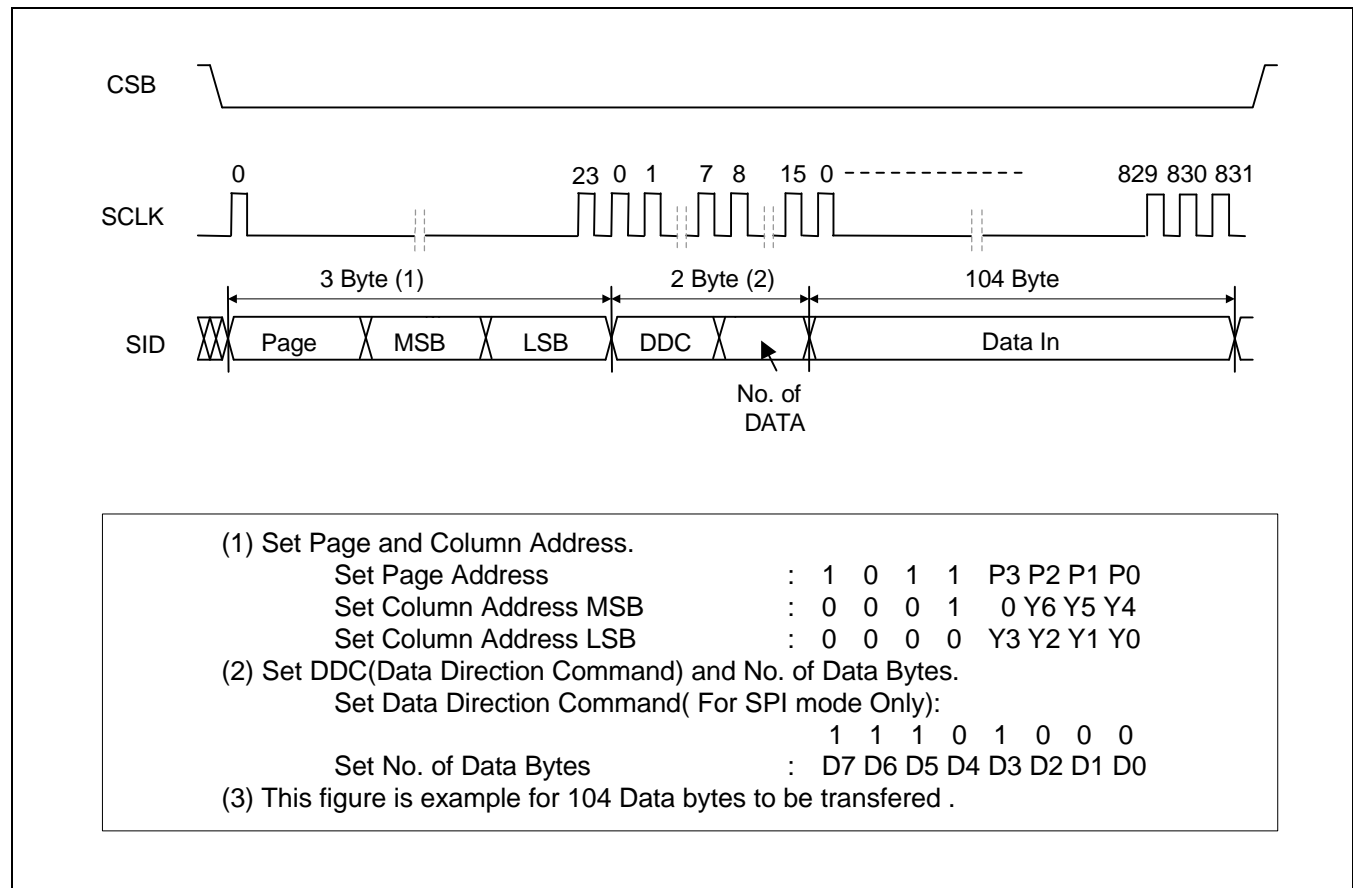 CSB
0 23 0 1 7 8 15 0 829 830 831
SCLK
3 Byte (1) 2 Byte (2) 104 Byte
SID Page MSB LSB DDC Data In
No. of
DATA
(1) Set Page and Column Address.
Set Page Address : 1 0 1 1 P3 P2 P1 P0
Set Column Address MSB : 0 0 0 1 0 Y6 Y5 Y4
Set Column Address LSB : 0 0 0 0 Y3 Y2 Y1 Y0
(2) Set DDC(Data Direction Command) and No. of Data Bytes.
Set Data Direction Command( For SPI mode Only):
1 1 1 0 1 0 0 0
Set No. of Data Bytes : D7 D6 D5 D4 D3 D2 D1 D0
(3) This figure is example for 104 Data bytes to be transfered .